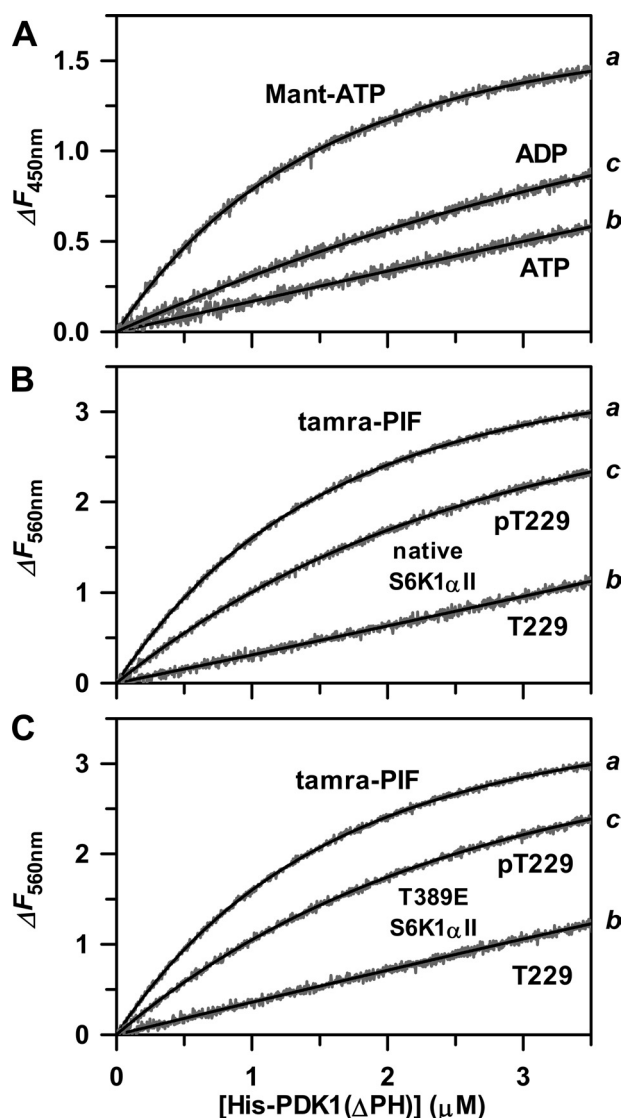 A
a
1.5
Mant-ATP
1.0
ADP
c
ΔF450nm
0.5
b
ATP
0.0
B
a
3
tamra-PIF
c
2
pT229
ΔF560nm
native
S6K1αII
1
b
T229
0
C
a
3
tamra-PIF
c
2
pT229
ΔF560nm
T389E
S6K1αII
1
b
T229
0
0 1 2 3
[His-PDK1(ΔPH)] (μM)